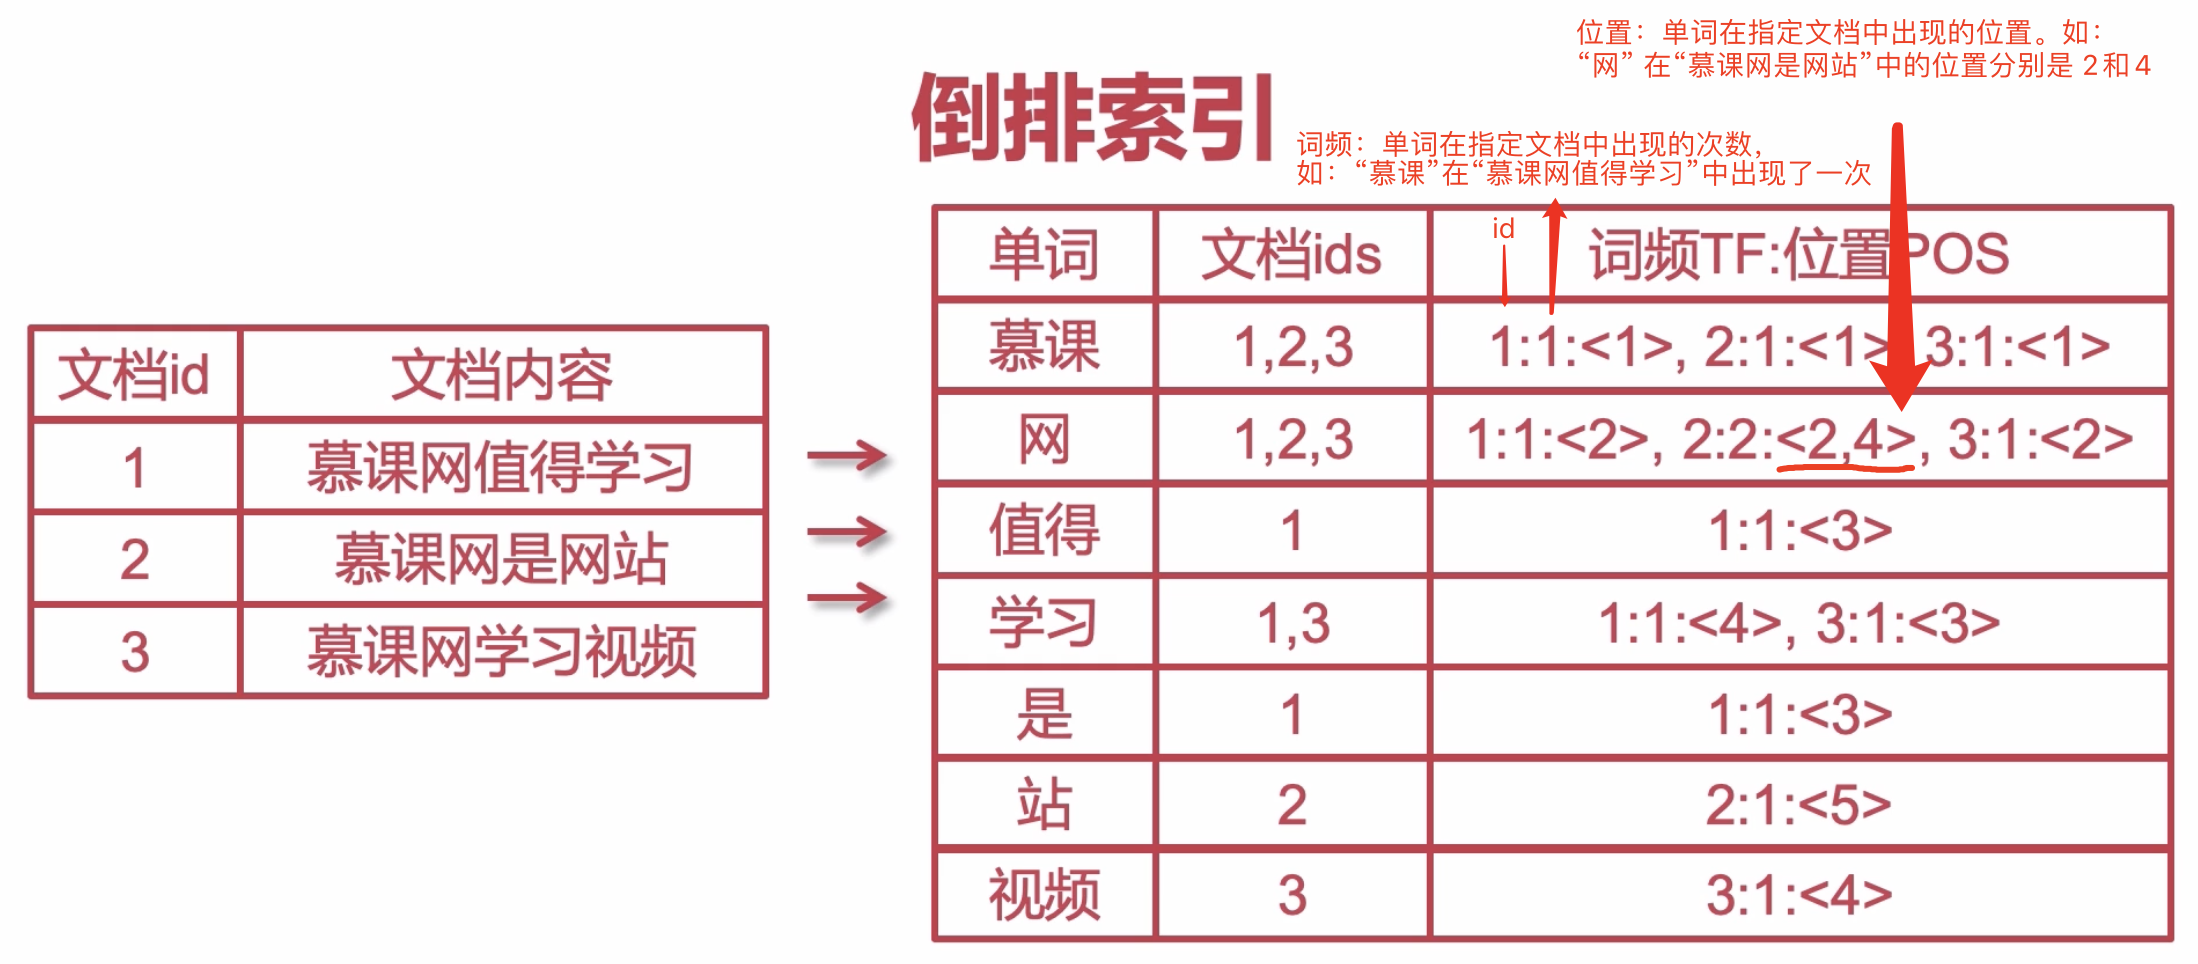 位置：单词在指定文档中出现的位置。如：
“网” 在“慕课网是网站”中的位置分别是 2和4
倒排索引
词频：单词在指定文档中出现的次数，
如：“慕课”在“慕课网值得学习”中出现了一次
id
文档id 文档内容
1 慕课网值得学习
2 慕课网是网站
3 慕课网学习视频
单词 文档ids 词频TF:位置POS
慕课 1,2,3 1:1:<1>, 2:1:<1> 3:1:<1>
网 1,2,3 1:1:<2>, 2:2:<2,4>, 3:1:<2>
值得 1 1:1:<3>
学习 1,3 1:1:<4>, 3:1:<3>
是 1 1:1:<3>
站 2 2:1:<5>
视频 3 3:1:<4>